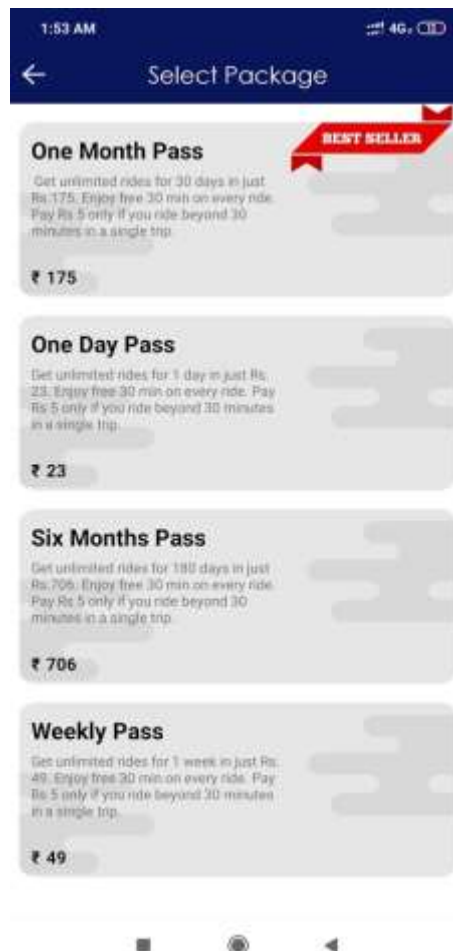 1:53 AM
4G+
Select Package
BEST SELLER
One Month Pass
Get unlimited rides for 30 days in just
Rs.175. Enjoy free 30 min on every ride.
Pay Rs 5 only if you ride beyond 30
minutes in a single trip.
₹ 175
One Day Pass
Get unlimited rides for 1 day in just Rs.
23. Enjoy free 30 min on every ride. Pay
Rs 5 only if you ride beyond 30 minutes
in a single trip.
₹ 23
Six Months Pass
Get unlimited rides for 180 days in just
Rs.706. Enjoy free 30 min on every ride.
Pay Rs 5 only if you ride beyond 30
minutes in a single trip.
₹ 706
Weekly Pass
Get unlimited rides for 1 week in just Rs.
49. Enjoy free 30 min on every ride. Pay
Rs 5 only if you ride beyond 30 minutes
in a single trip.
₹ 49